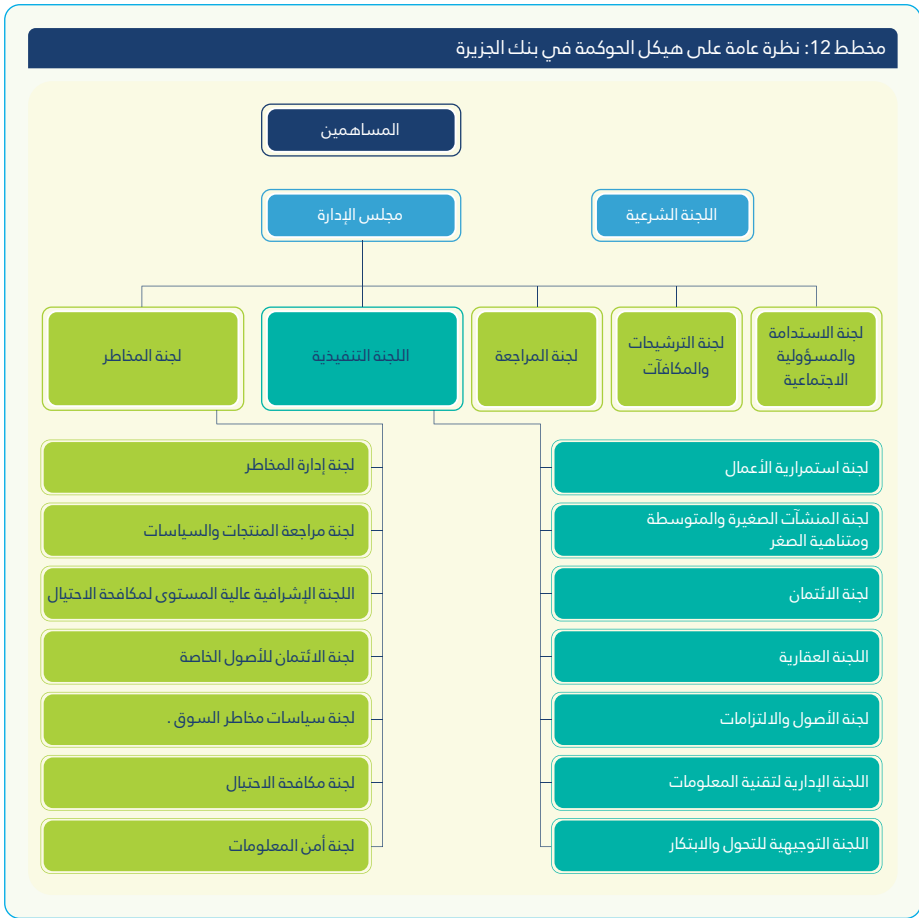 مخطط 12: نظرة عامة على هيكل الحوكمة في بنك الجزيرة
المساهمين
اللجنة الشرعية
مجلس الإدارة
لجنة الاستدامة
والمسؤولية
الاجتماعية
لجنة الترشيحات
والمكافآت
لجنة المراجعة
اللجنة التنفيذية
لجنة المخاطر
لجنة استمرارية الأعمال
لجنة المنشآت الصغيرة والمتوسطة
ومتناهية الصغر
لجنة الائتمان
اللجنة العقارية
لجنة الأصول والالتزامات
اللجنة الإدارية لتقنية المعلومات
اللجنة التوجيهية للتحول والابتكار
لجنة إدارة المخاطر
لجنة مراجعة المنتجات والسياسات
اللجنة الإشرافية عالية المستوى لمكافحة الاحتيال
لجنة الائتمان للأصول الخاصة
لجنة سياسات مخاطر السوق .
لجنة مكافحة الاحتيال
لجنة أمن المعلومات